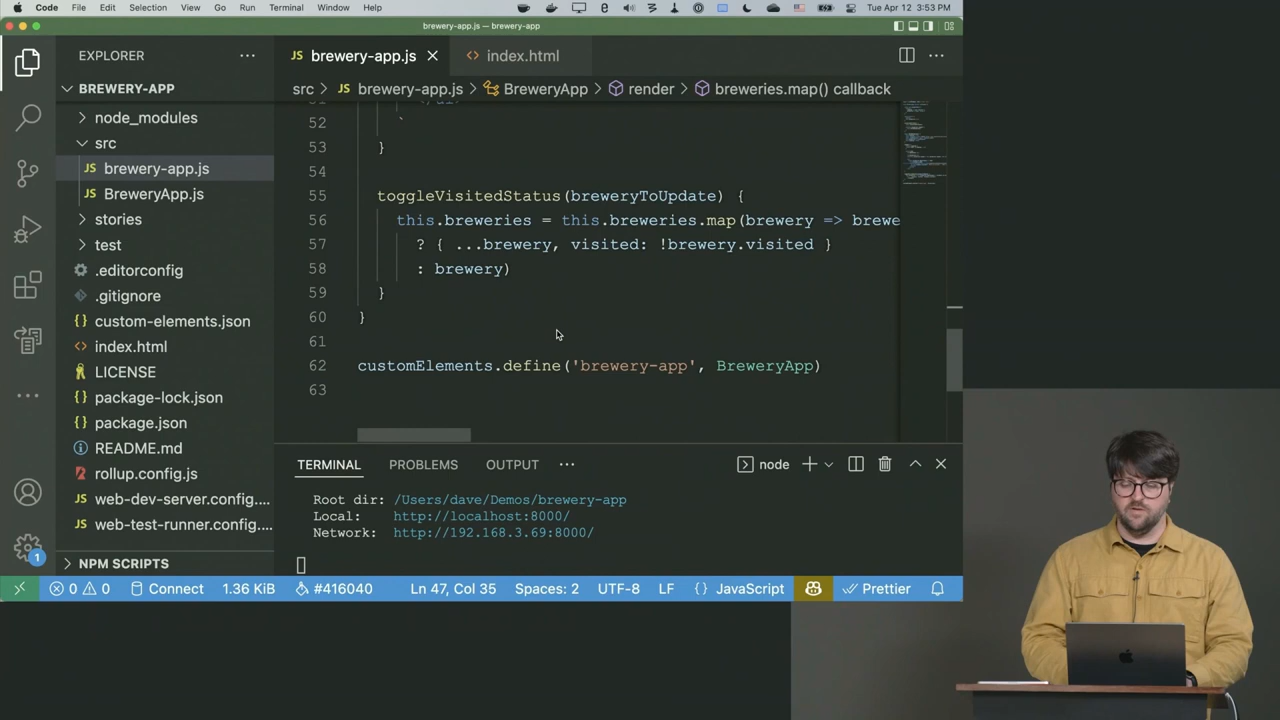 Code File Edit Selection View Go Run Terminal Window Help Tue Apr 12 3:53 PM
brewery-app.js — brewery-app
EXPLORER
brewery-app.js
index.html
BREWERY-APP
src brewery-app.js BreweryApp render breweries.map() callback
node_modules
src
brewery-app.js
BreweryApp.js
stories
test
.editorconfig
.gitignore
custom-elements.json
index.html
LICENSE
package-lock.json
package.json
README.md
rollup.config.js
web-dev-server.config....
web-test-runner.config....
NPM SCRIPTS
52 `
53 }
54
55 toggleVisitedStatus(breweryToUpdate) {
56 this.breweries = this.breweries.map(brewery => brewe
57 ? { ...brewery, visited: !brewery.visited }
58 : brewery)
59 }
60 }
61
62 customElements.define('brewery-app', BreweryApp)
63
TERMINAL PROBLEMS OUTPUT node
Root dir: /Users/dave/Demos/brewery-app
Local: http://localhost:8000/
Network: http://192.168.3.69:8000/
1
0 0 Connect 1.36 KiB #416040 Ln 47, Col 35 Spaces: 2 UTF-8 LF {} JavaScript Prettier